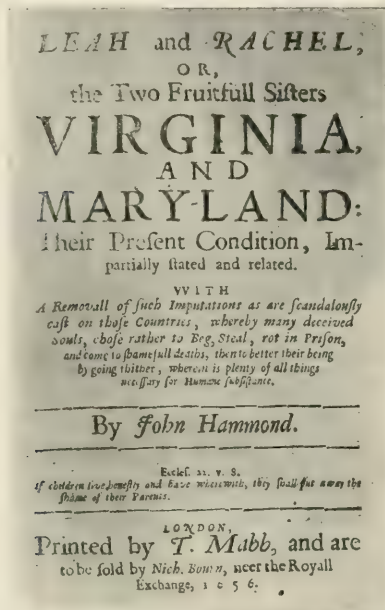 LEAH and RACHEL,
OR,
the Two Fruitfull Siſters
VIRGINIA,
AND
MARY-LAND:
Their Preſent Condition, Im-
partially ſtated and related.
VVITH
A Removall of ſuch Imputations as are ſcandalouſly
caſt on thoſe Countries, whereby many deceived
Souls, choſe rather to Beg, Steal, rot in Priſon,
and come to ſhamefull deaths, then to better their being
by going thither, wherein is plenty of all things
neceſſary for Humane ſubſiſtance.
By John Hammond.
Eccleſ. 22. v. 8.
If children live honeſtly and have wherewith, they ſhall put away the
ſhame of their Parents.
LONDON,
Printed by T. Mabb, and are
to be ſold by Nich. Bourn, neer the Royall
Exchange, 1656.